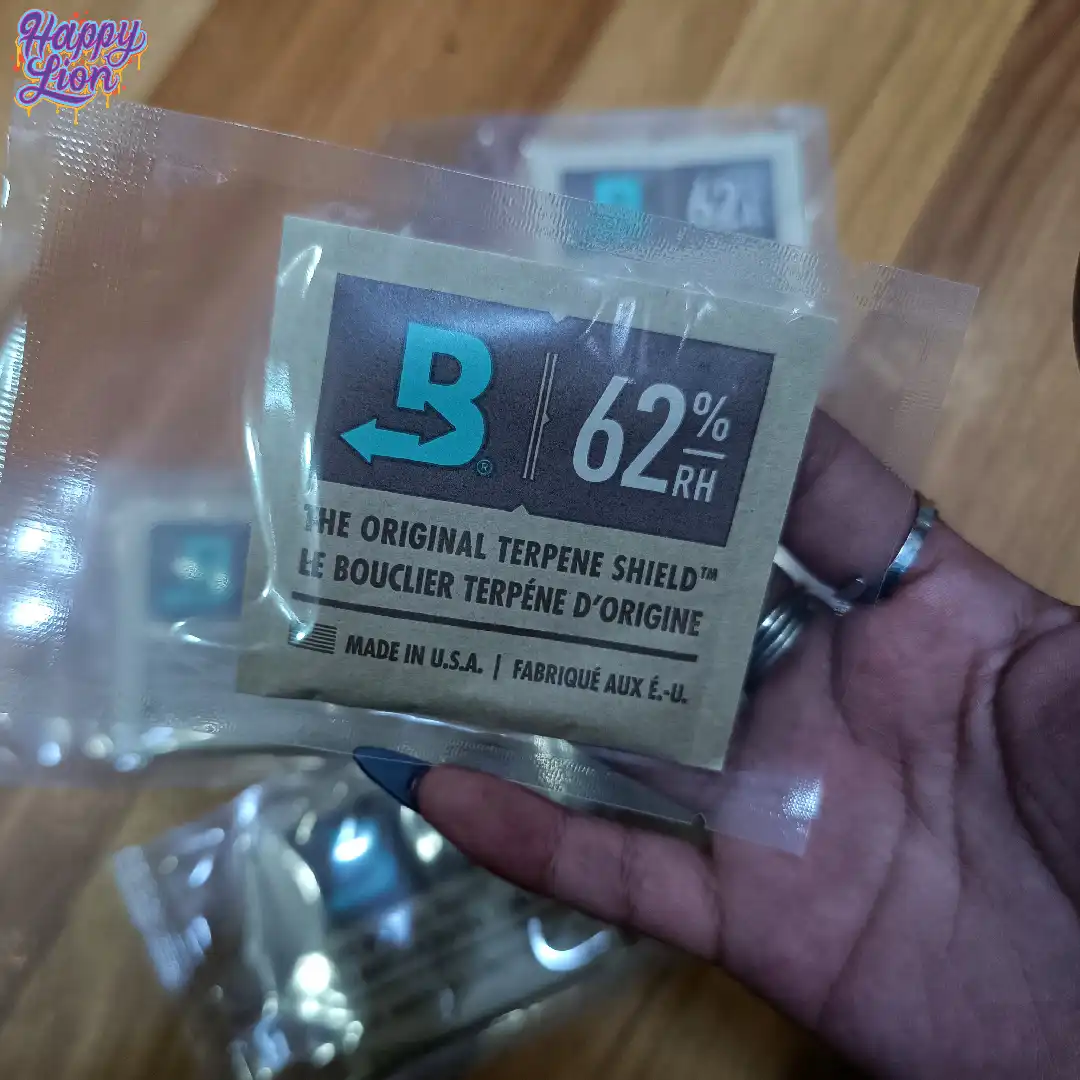 Happy
Lion
62%
B® 62% RH
THE ORIGINAL TERPENE SHIELD™
LE BOUCLIER TERPÉNE D'ORIGINE
MADE IN U.S.A. | FABRIQUÉ AUX É.-U.